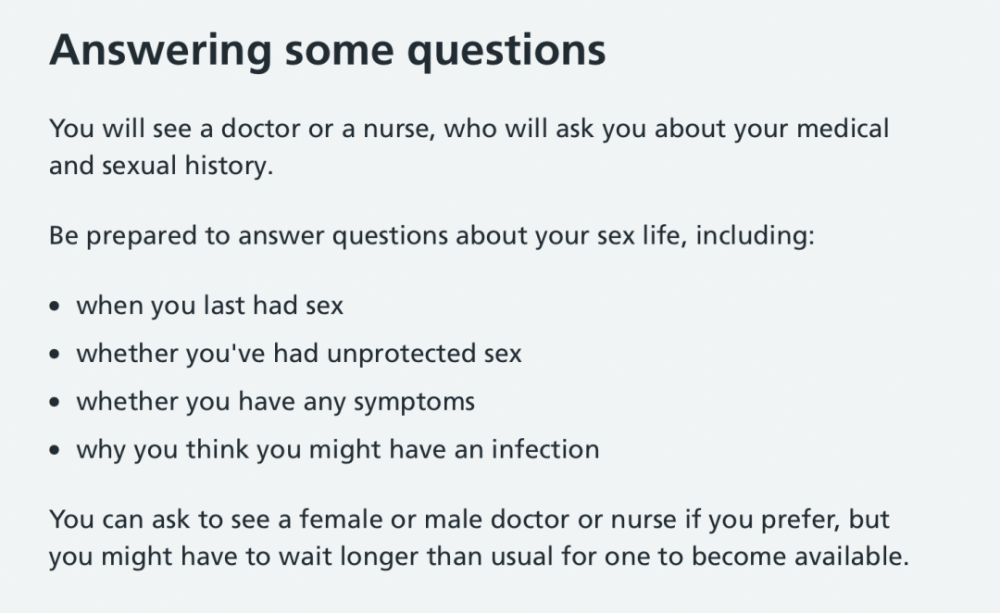 Answering some questions
You will see a doctor or a nurse, who will ask you about your medical
and sexual history.
Be prepared to answer questions about your sex life, including:
• when you last had sex
• whether you've had unprotected sex
• whether you have any symptoms
• why you think you might have an infection
You can ask to see a female or male doctor or nurse if you prefer, but
you might have to wait longer than usual for one to become available.